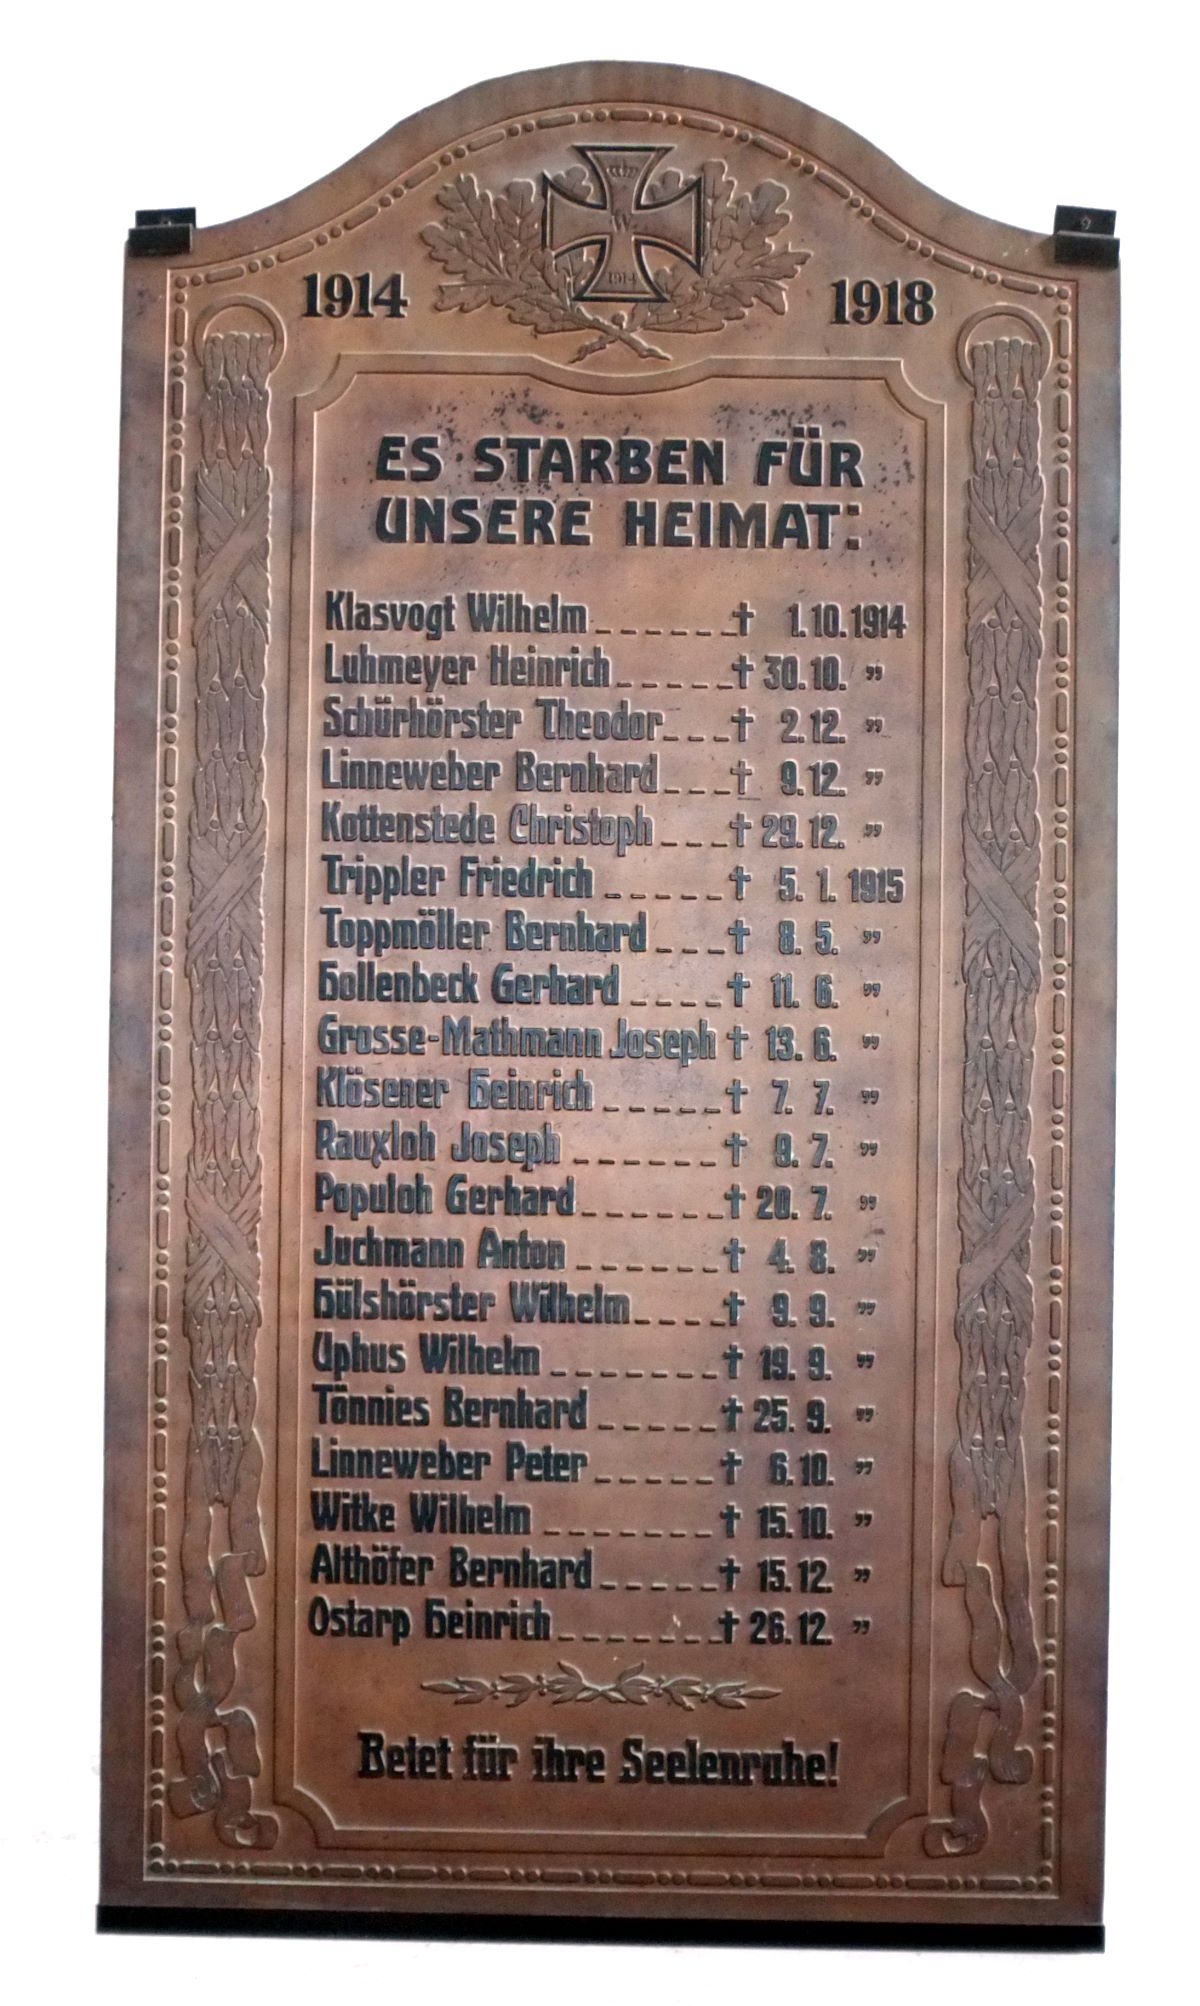 W
1914
1914 1918
ES STARBEN FÜR
UNSERE HEIMAT:
Klasvogt Wilhelm ______ † 1.10.1914
Luhmeyer Heinrich _____ † 30.10. "
Schürhörster Theodor ___ † 2.12. "
Linneweber Bernhard ___ † 9.12. "
Kottenstede Christoph ___ † 29.12. "
Trippler Friedrich _____ † 5. 1. 1915
Toppmöller Bernhard ___ † 8. 5. "
Hollenbeck Gerhard ____ † 11. 6. "
Grosse-Mathmann Joseph † 13. 6. "
Klösener Heinrich _____ † 7. 7. "
Rauxloh Joseph ______ † 9. 7. "
Populoh Gerhard ______ † 20. 7. "
Juchmann Anton ______ † 4. 8. "
Hülshörster Wilhelm ____ † 9. 9. "
Uphus Wilhelm _______ † 19. 9. "
Tönnies Bernhard _____ † 25. 9. "
Linneweber Peter _____ † 6.10. "
Witke Wilhelm _______ † 15.10. "
Althöfer Bernhard _____ † 15.12. "
Ostarp Heinrich _______ † 26.12. "
Betet für ihre Seelenruhe!